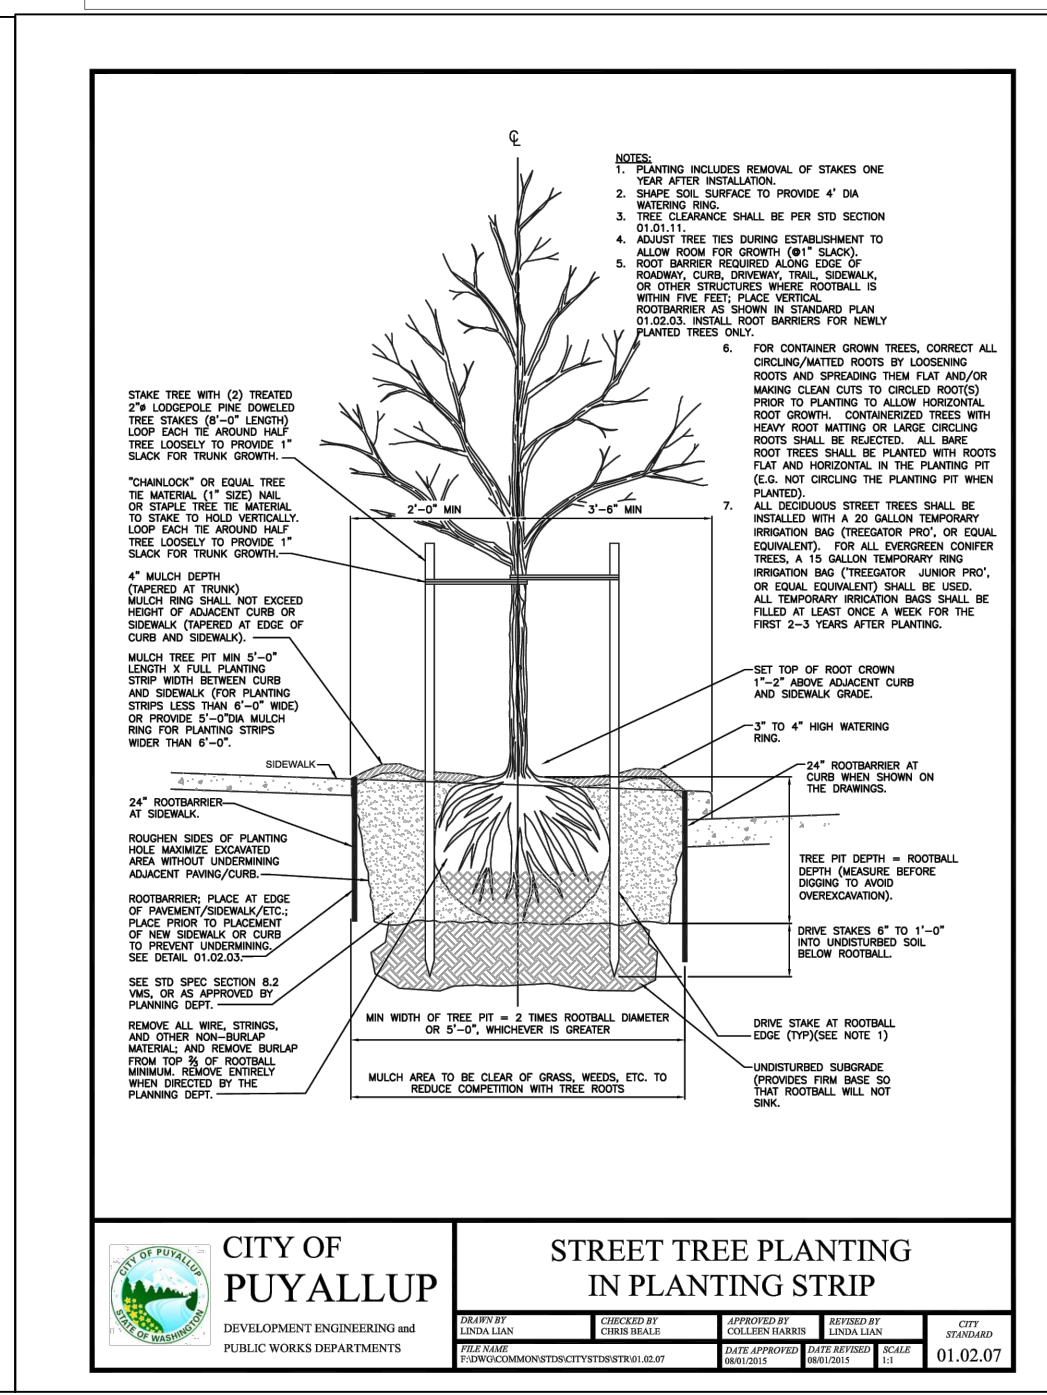 ℄
NOTES:
1. PLANTING INCLUDES REMOVAL OF STAKES ONE
YEAR AFTER INSTALLATION.
2. SHAPE SOIL SURFACE TO PROVIDE 4' DIA
WATERING RING.
3. TREE CLEARANCE SHALL BE PER STD SECTION
01.01.11.
4. ADJUST TREE TIES DURING ESTABLISHMENT TO
ALLOW ROOM FOR GROWTH (@1" SLACK).
5. ROOT BARRIER REQUIRED ALONG EDGE OF
ROADWAY, CURB, DRIVEWAY, TRAIL, SIDEWALK,
OR OTHER STRUCTURES WHERE ROOTBALL IS
WITHIN FIVE FEET; PLACE VERTICAL
ROOTBARRIER AS SHOWN IN STANDARD PLAN
01.02.03. INSTALL ROOT BARRIERS FOR NEWLY
PLANTED TREES ONLY.
6. FOR CONTAINER GROWN TREES, CORRECT ALL
CIRCLING/MATTED ROOTS BY LOOSENING
ROOTS AND SPREADING THEM FLAT AND/OR
MAKING CLEAN CUTS TO CIRCLED ROOT(S)
PRIOR TO PLANTING TO ALLOW HORIZONTAL
ROOT GROWTH. CONTAINERIZED TREES WITH
HEAVY ROOT MATTING OR LARGE CIRCLING
ROOTS SHALL BE REJECTED. ALL BARE
ROOT TREES SHALL BE PLANTED WITH ROOTS
FLAT AND HORIZONTAL IN THE PLANTING PIT
(E.G. NOT CIRCLING THE PLANTING PIT WHEN
PLANTED).
7. ALL DECIDUOUS STREET TREES SHALL BE
INSTALLED WITH A 20 GALLON TEMPORARY
IRRIGATION BAG (TREEGATOR PRO', OR EQUAL
EQUIVALENT). FOR ALL EVERGREEN CONIFER
TREES, A 15 GALLON TEMPORARY RING
IRRIGATION BAG ('TREEGATOR JUNIOR PRO',
OR EQUAL EQUIVALENT) SHALL BE USED.
ALL TEMPORARY IRRICATION BAGS SHALL BE
FILLED AT LEAST ONCE A WEEK FOR THE
FIRST 2-3 YEARS AFTER PLANTING.
STAKE TREE WITH (2) TREATED
2"ø LODGEPOLE PINE DOWELED
TREE STAKES (8'-0" LENGTH)
LOOP EACH TIE AROUND HALF
TREE LOOSELY TO PROVIDE 1"
SLACK FOR TRUNK GROWTH.
"CHAINLOCK" OR EQUAL TREE
TIE MATERIAL (1" SIZE) NAIL
OR STAPLE TREE TIE MATERIAL
TO STAKE TO HOLD VERTICALLY.
LOOP EACH TIE AROUND HALF
TREE LOOSELY TO PROVIDE 1"
SLACK FOR TRUNK GROWTH.
4" MULCH DEPTH
(TAPERED AT TRUNK)
MULCH RING SHALL NOT EXCEED
HEIGHT OF ADJACENT CURB OR
SIDEWALK (TAPERED AT EDGE OF
CURB AND SIDEWALK).
MULCH TREE PIT MIN 5'-0"
LENGTH X FULL PLANTING
STRIP WIDTH BETWEEN CURB
AND SIDEWALK (FOR PLANTING
STRIPS LESS THAN 6'-0" WIDE)
OR PROVIDE 5'-0"DIA MULCH
RING FOR PLANTING STRIPS
WIDER THAN 6'-0".
SIDEWALK
24" ROOTBARRIER
AT SIDEWALK.
ROUGHEN SIDES OF PLANTING
HOLE MAXIMIZE EXCAVATED
AREA WITHOUT UNDERMINING
ADJACENT PAVING/CURB.
ROOTBARRIER; PLACE AT EDGE
OF PAVEMENT/SIDEWALK/ETC.;
PLACE PRIOR TO PLACEMENT
OF NEW SIDEWALK OR CURB
TO PREVENT UNDERMINING.
SEE DETAIL 01.02.03.
SEE STD SPEC SECTION 8.2
VMS, OR AS APPROVED BY
PLANNING DEPT.
REMOVE ALL WIRE, STRINGS,
AND OTHER NON-BURLAP
MATERIAL; AND REMOVE BURLAP
FROM TOP ⅔ OF ROOTBALL
MINIMUM. REMOVE ENTIRELY
WHEN DIRECTED BY THE
PLANNING DEPT.
2'-0" MIN
3'-6" MIN
SET TOP OF ROOT CROWN
1"-2" ABOVE ADJACENT CURB
AND SIDEWALK GRADE.
3" TO 4" HIGH WATERING
RING.
24" ROOTBARRIER AT
CURB WHEN SHOWN ON
THE DRAWINGS.
TREE PIT DEPTH = ROOTBALL
DEPTH (MEASURE BEFORE
DIGGING TO AVOID
OVEREXCAVATION).
DRIVE STAKES 6" TO 1'-0"
INTO UNDISTURBED SOIL
BELOW ROOTBALL.
DRIVE STAKE AT ROOTBALL
EDGE (TYP)(SEE NOTE 1)
UNDISTURBED SUBGRADE
(PROVIDES FIRM BASE SO
THAT ROOTBALL WILL NOT
SINK.
MIN WIDTH OF TREE PIT = 2 TIMES ROOTBALL DIAMETER
OR 5'-0", WHICHEVER IS GREATER
MULCH AREA TO BE CLEAR OF GRASS, WEEDS, ETC. TO
REDUCE COMPETITION WITH TREE ROOTS
CITY OF PUYALLUP
STATE OF WASHINGTON
CITY OF
PUYALLUP
DEVELOPMENT ENGINEERING and
PUBLIC WORKS DEPARTMENTS
STREET TREE PLANTING
IN PLANTING STRIP
DRAWN BY
LINDA LIAN
CHECKED BY
CHRIS BEALE
APPROVED BY
COLLEEN HARRIS
REVISED BY
LINDA LIAN
CITY
STANDARD
01.02.07
FILE NAME
F:\DWG\COMMON\STDS\CITYSTDS\STR\01.02.07
DATE APPROVED
08/01/2015
DATE REVISED
08/01/2015
SCALE
1:1